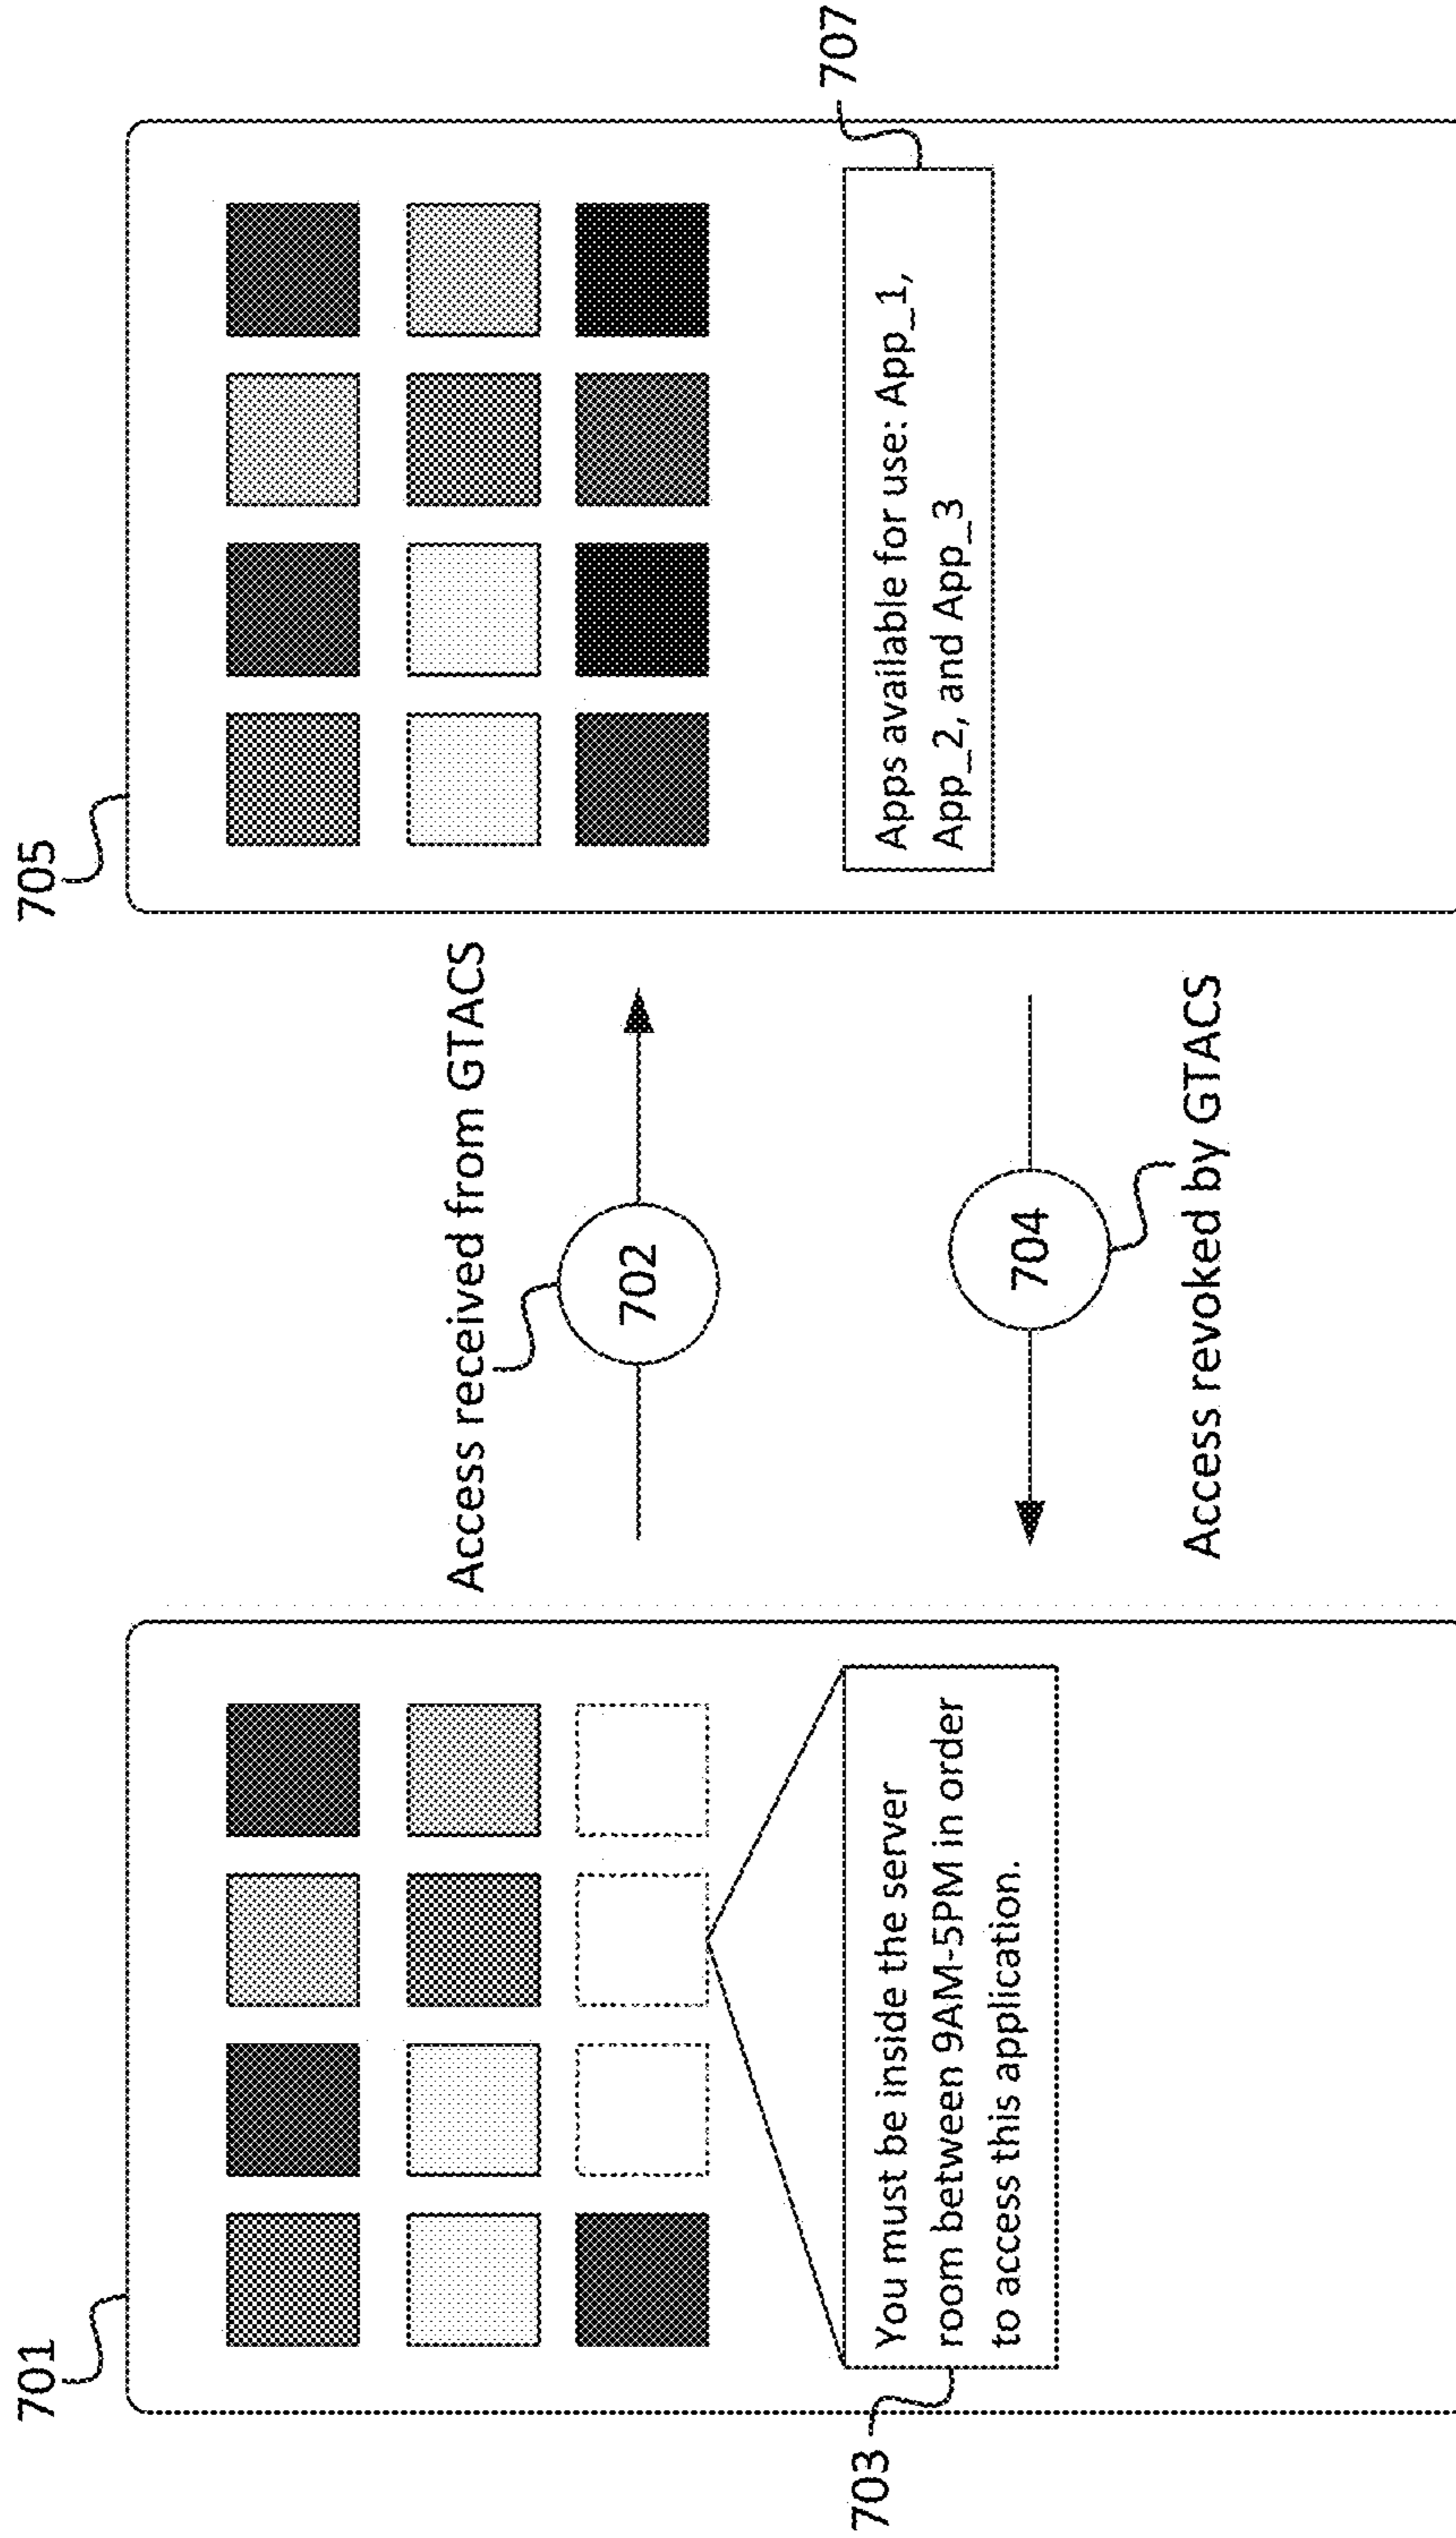 701
703
You must be inside the server
room between 9AM-5PM in order
to access this application.
Access received from GTACS
702
704
Access revoked by GTACS
705
707
Apps available for use: App_1,
App_2, and App_3